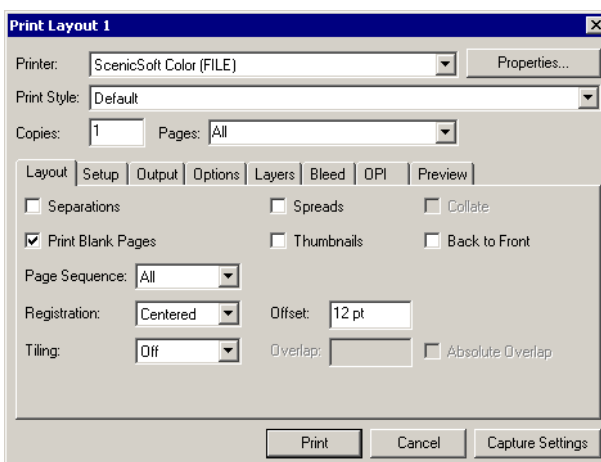 Print Layout 1
Printer: ScenicSoft Color (FILE) Properties...
Print Style: Default
Copies: 1 Pages: All
Layout Setup Output Options Layers Bleed OPI Preview
Separations Spreads Collate
Print Blank Pages Thumbnails Back to Front
Page Sequence: All
Registration: Centered Offset: 12 pt
Tiling: Off Overlap: Absolute Overlap
Print Cancel Capture Settings